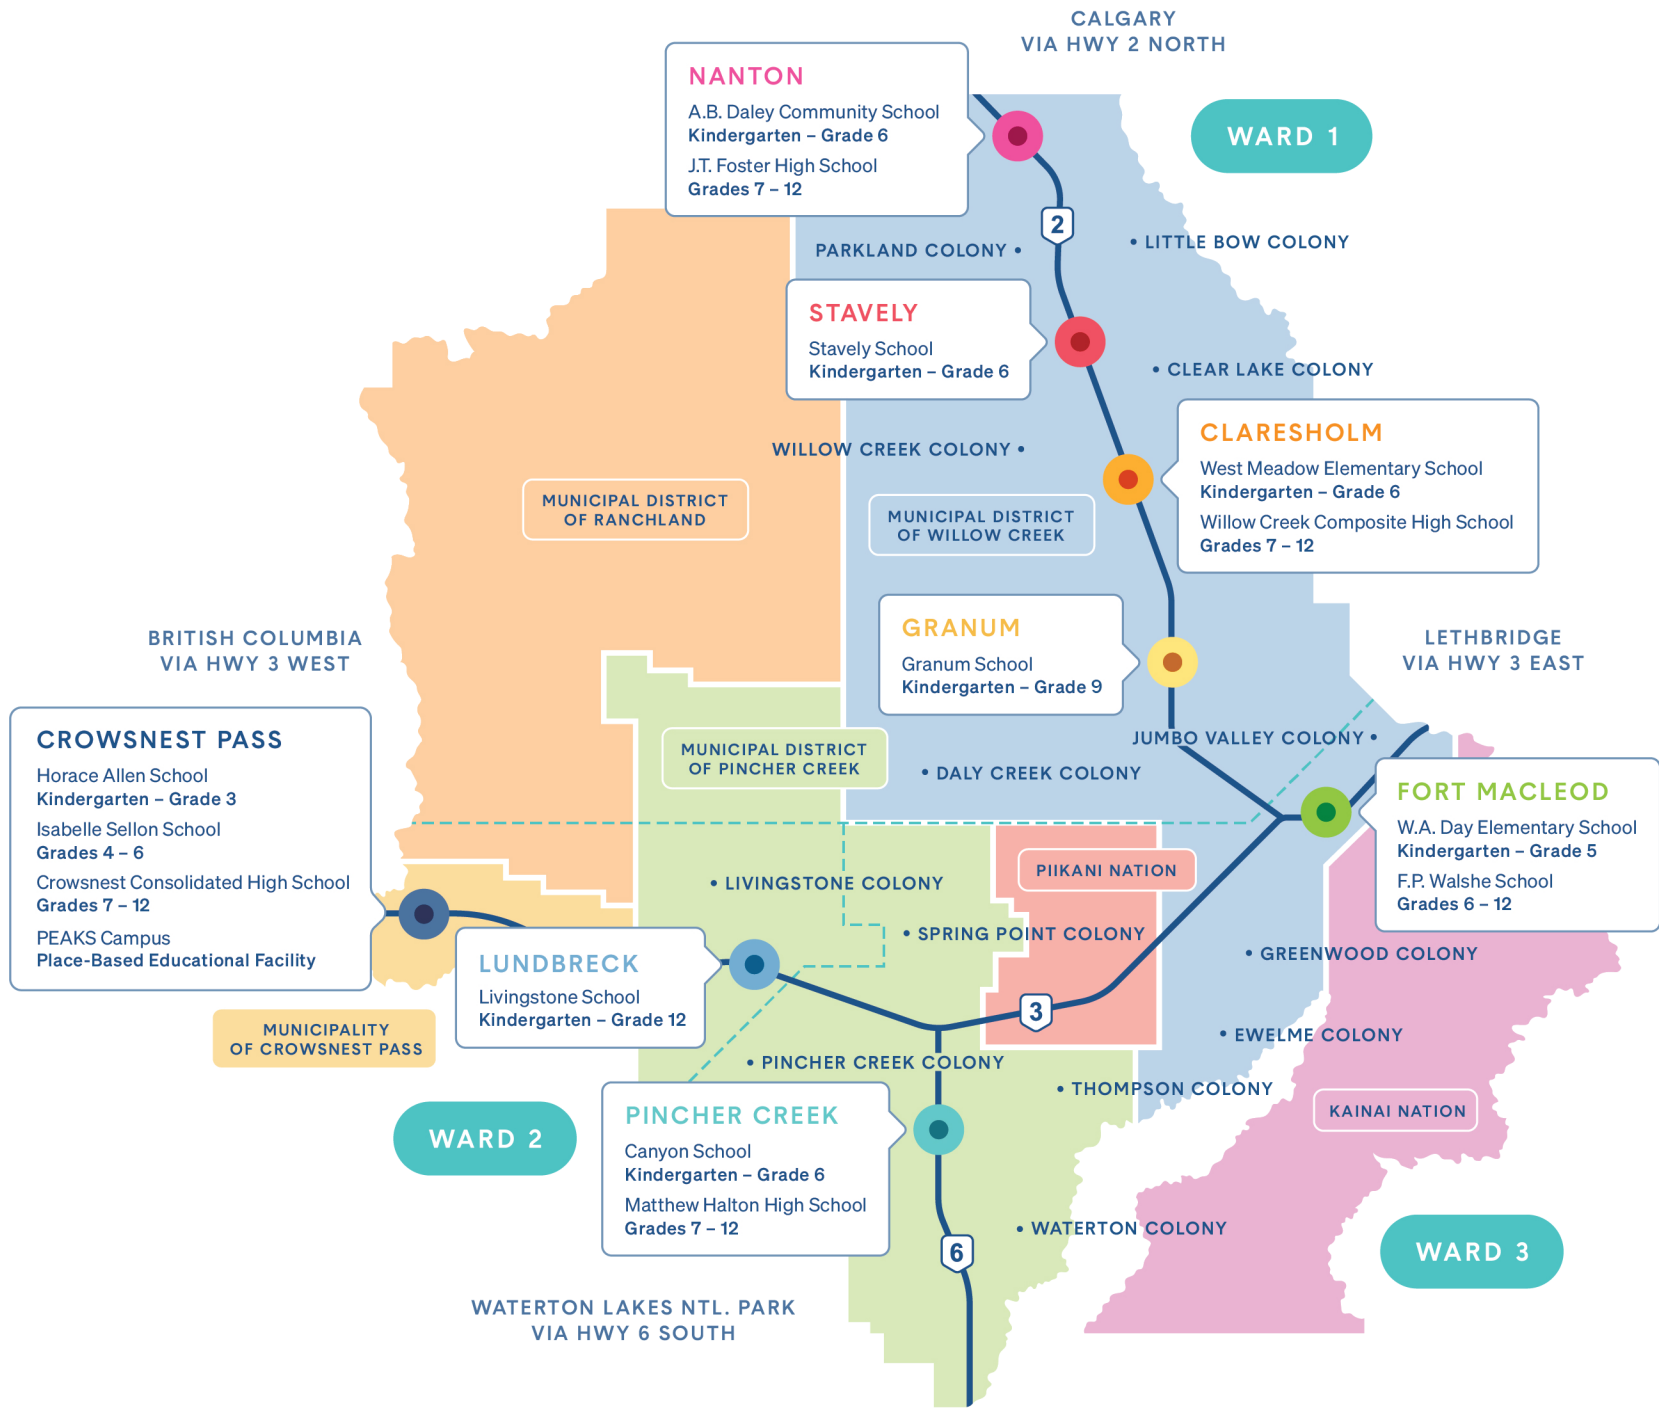 CALGARY
VIA HWY 2 NORTH
NANTON
A.B. Daley Community School
Kindergarten – Grade 6
J.T. Foster High School
Grades 7 – 12
WARD 1
2
PARKLAND COLONY
LITTLE BOW COLONY
STAVELY
Stavely School
Kindergarten – Grade 6
CLEAR LAKE COLONY
CLARESHOLM
West Meadow Elementary School
Kindergarten – Grade 6
Willow Creek Composite High School
Grades 7 – 12
WILLOW CREEK COLONY
MUNICIPAL DISTRICT
OF RANCHLAND
MUNICIPAL DISTRICT
OF WILLOW CREEK
GRANUM
Granum School
Kindergarten – Grade 9
BRITISH COLUMBIA
VIA HWY 3 WEST
LETHBRIDGE
VIA HWY 3 EAST
CROWSNEST PASS
Horace Allen School
Kindergarten – Grade 3
Isabelle Sellon School
Grades 4 – 6
Crowsnest Consolidated High School
Grades 7 – 12
PEAKS Campus
Place-Based Educational Facility
MUNICIPAL DISTRICT
OF PINCHER CREEK
JUMBO VALLEY COLONY
DALY CREEK COLONY
FORT MACLEOD
W.A. Day Elementary School
Kindergarten – Grade 5
F.P. Walshe School
Grades 6 – 12
PIIKANI NATION
LIVINGSTONE COLONY
SPRING POINT COLONY
GREENWOOD COLONY
LUNDBRECK
Livingstone School
Kindergarten – Grade 12
3
MUNICIPALITY
OF CROWSNEST PASS
EWELME COLONY
PINCHER CREEK COLONY
THOMPSON COLONY
KAINAI NATION
WARD 2
PINCHER CREEK
Canyon School
Kindergarten – Grade 6
Matthew Halton High School
Grades 7 – 12
WATERTON COLONY
6
WARD 3
WATERTON LAKES NTL. PARK
VIA HWY 6 SOUTH